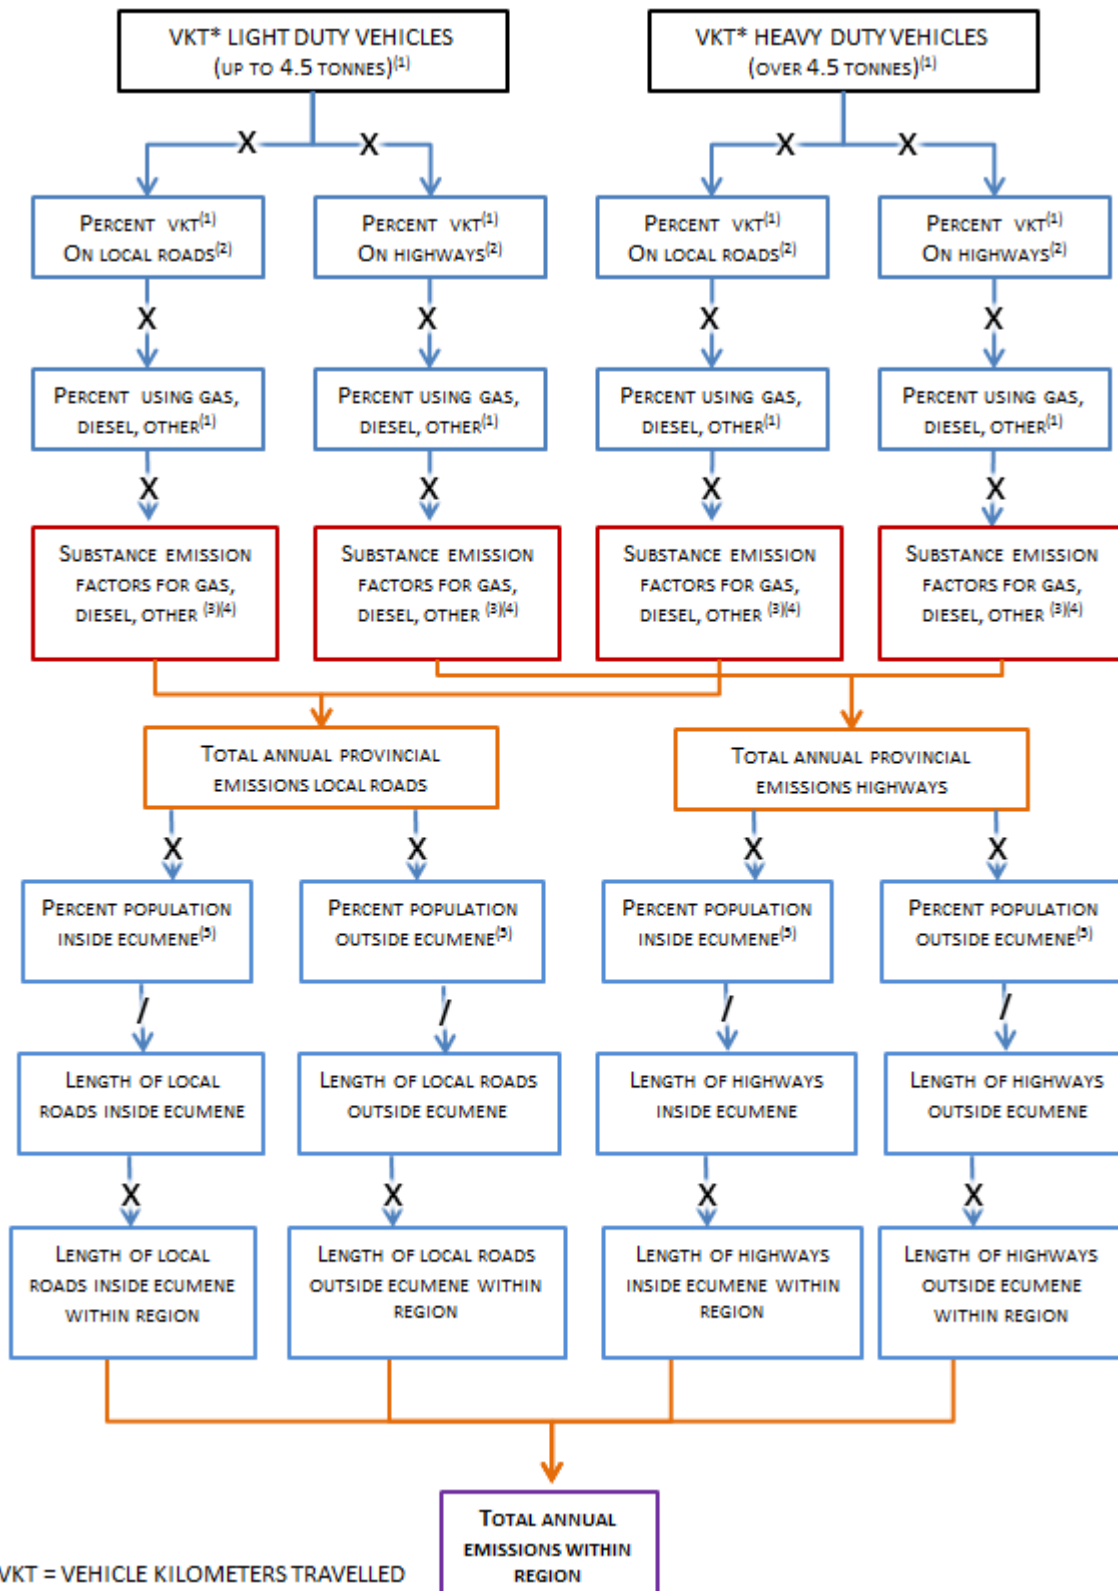 VKT* LIGHT DUTY VEHICLES
(UP TO 4.5 TONNES)(1)
VKT* HEAVY DUTY VEHICLES
(OVER 4.5 TONNES)(1)
X
X
X
X
PERCENT VKT(1)
ON LOCAL ROADS(2)
PERCENT VKT(1)
ON HIGHWAYS(2)
PERCENT VKT(1)
ON LOCAL ROADS(2)
PERCENT VKT(1)
ON HIGHWAYS(2)
X
X
X
X
PERCENT USING GAS,
DIESEL, OTHER(1)
PERCENT USING GAS,
DIESEL, OTHER(1)
PERCENT USING GAS,
DIESEL, OTHER(1)
PERCENT USING GAS,
DIESEL, OTHER(1)
X
X
X
X
SUBSTANCE EMISSION
FACTORS FOR GAS,
DIESEL, OTHER (3)(4)
SUBSTANCE EMISSION
FACTORS FOR GAS,
DIESEL, OTHER (3)(4)
SUBSTANCE EMISSION
FACTORS FOR GAS,
DIESEL, OTHER (3)(4)
SUBSTANCE EMISSION
FACTORS FOR GAS,
DIESEL, OTHER (3)(4)
TOTAL ANNUAL PROVINCIAL
EMISSIONS LOCAL ROADS
TOTAL ANNUAL PROVINCIAL
EMISSIONS HIGHWAYS
X
X
X
X
PERCENT POPULATION
INSIDE ECUMENE(5)
PERCENT POPULATION
OUTSIDE ECUMENE(5)
PERCENT POPULATION
INSIDE ECUMENE(5)
PERCENT POPULATION
OUTSIDE ECUMENE(5)
/
/
/
/
LENGTH OF LOCAL
ROADS INSIDE ECUMENE
LENGTH OF LOCAL ROADS
OUTSIDE ECUMENE
LENGTH OF HIGHWAYS
INSIDE ECUMENE
LENGTH OF HIGHWAYS
OUTSIDE ECUMENE
X
X
X
X
LENGTH OF LOCAL
ROADS INSIDE ECUMENE
WITHIN REGION
LENGTH OF LOCAL ROADS
OUTSIDE ECUMENE WITHIN
REGION
LENGTH OF HIGHWAYS
INSIDE ECUMENE WITHIN
REGION
LENGTH OF HIGHWAYS
OUTSIDE ECUMENE
WITHIN REGION
TOTAL ANNUAL
EMISSIONS WITHIN
REGION
VKT = VEHICLE KILOMETERS TRAVELLED